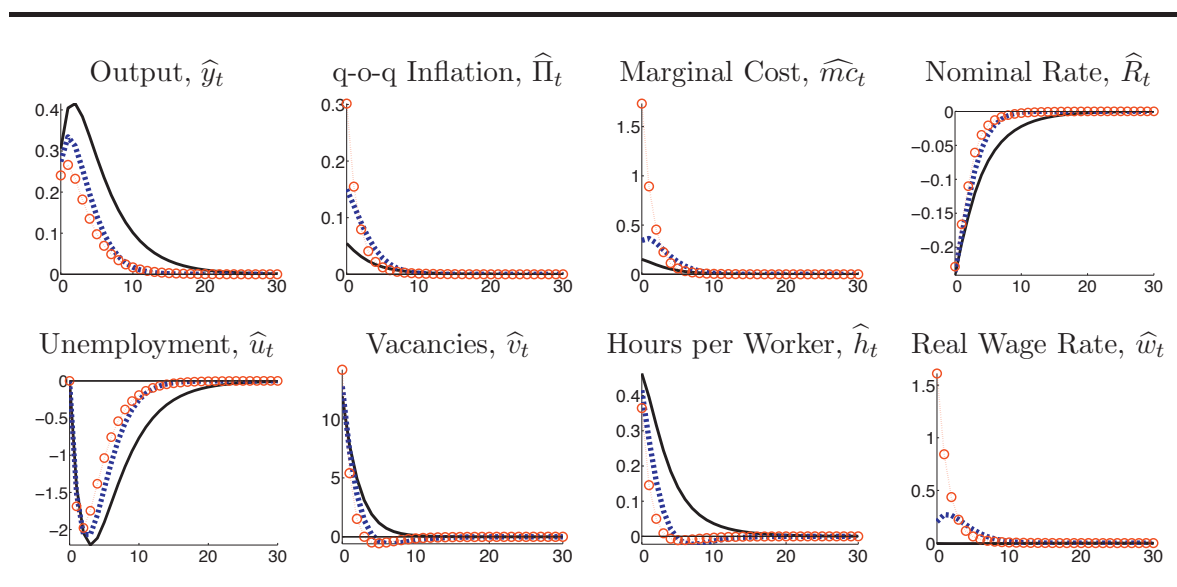 Output, ŷ_t
q-o-q Inflation, Π̂_t
Marginal Cost, m̂c_t
Nominal Rate, R̂_t
0.4
0.3
0.2
0.1
0
0 10 20 30
0.3
0.2
0.1
0
0 10 20 30
1.5
1
0.5
0
0 10 20 30
0
−0.05
−0.1
−0.15
−0.2
0 10 20 30
Unemployment, û_t
Vacancies, v̂_t
Hours per Worker, ĥ_t
Real Wage Rate, ŵ_t
0
−0.5
−1
−1.5
−2
0 10 20 30
10
5
0
0 10 20 30
0.4
0.3
0.2
0.1
0
0 10 20 30
1.5
1
0.5
0
0 10 20 30